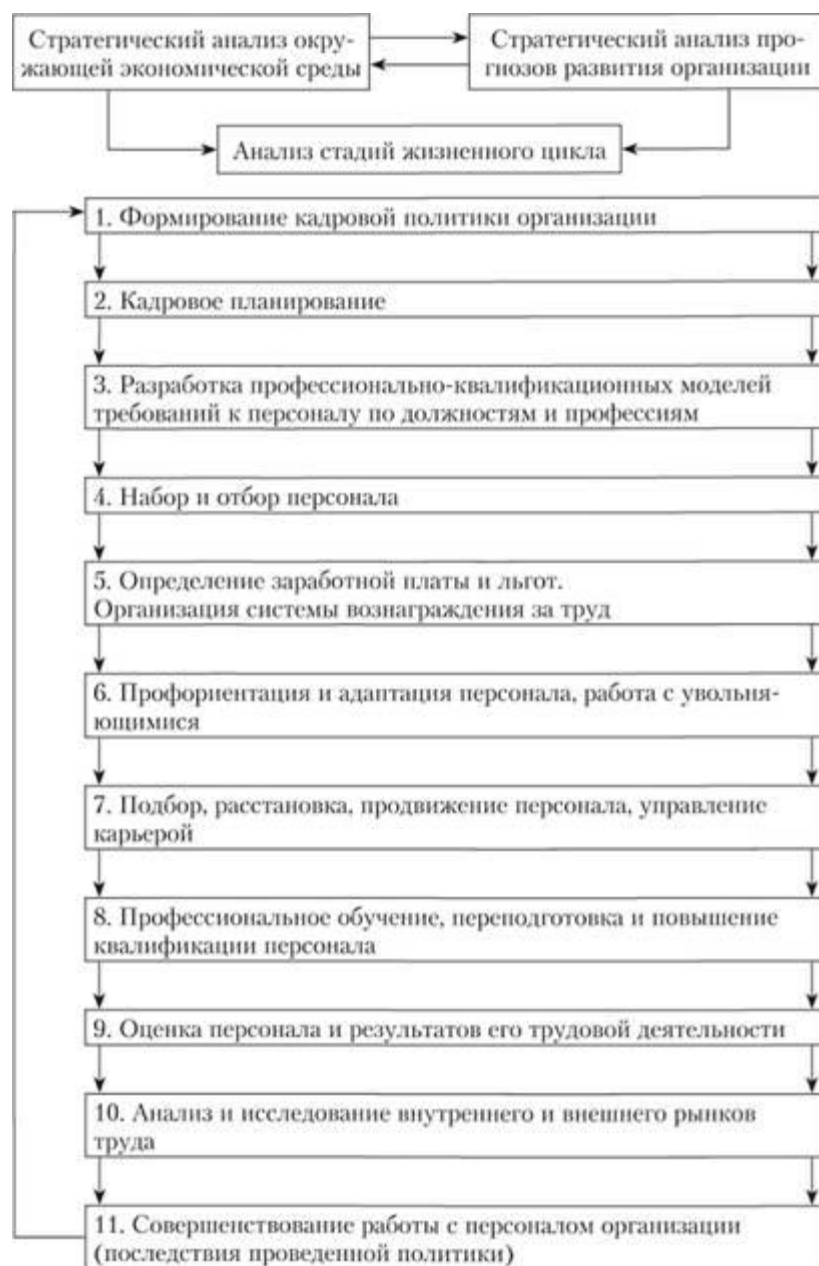 Стратегический анализ окру-
жающей экономической среды
Стратегический анализ про-
гнозов развития организации
Анализ стадий жизненного цикла
1. Формирование кадровой политики организации
2. Кадровое планирование
3. Разработка профессионально-квалификационных моделей
требований к персоналу по должностям и профессиям
4. Набор и отбор персонала
5. Определение заработной платы и льгот.
Организация системы вознаграждения за труд
6. Профориентация и адаптация персонала, работа с увольня-
ющимися
7. Подбор, расстановка, продвижение персонала, управление
карьерой
8. Профессиональное обучение, переподготовка и повышение
квалификации персонала
9. Оценка персонала и результатов его трудовой деятельности
10. Анализ и исследование внутреннего и внешнего рынков
труда
11. Совершенствование работы с персоналом организации
(последствия проведенной политики)